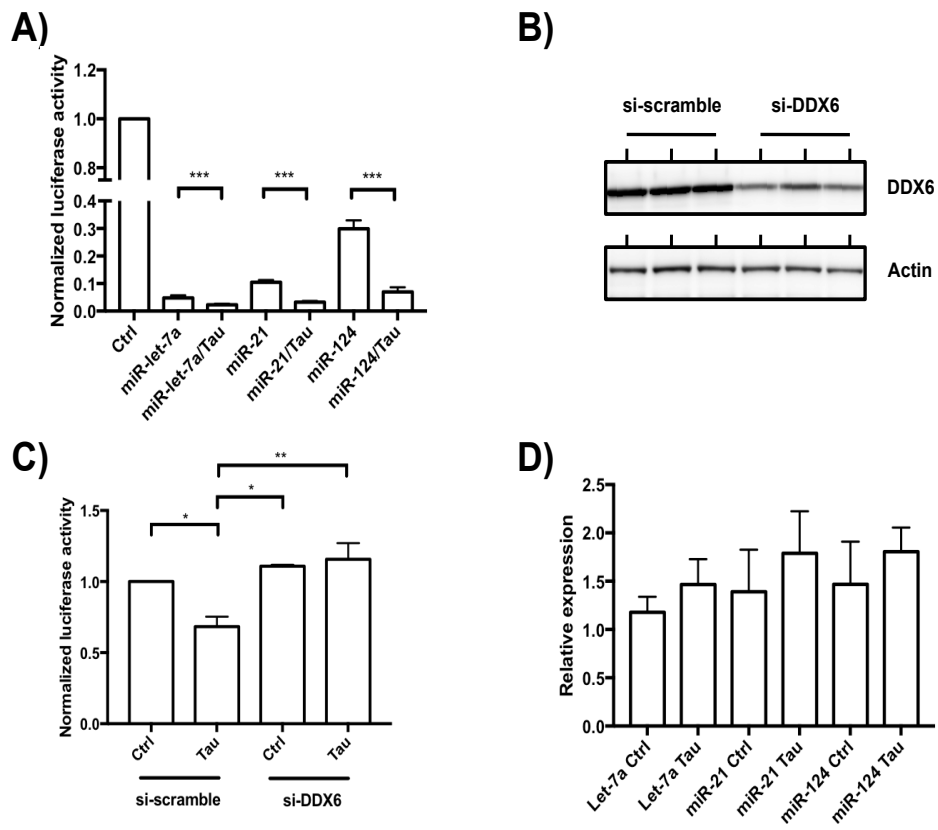 A)
Normalized luciferase activity
1.2
1.0
0.8
0.4
0.3
0.2
0.1
0.0
***
***
***
Ctrl
miR-let-7a
miR-let-7a/Tau
miR-21
miR-21/Tau
miR-124
miR-124/Tau
B)
si-scramble
si-DDX6
DDX6
Actin
C)
Normalized luciferase activity
1.5
1.0
0.5
0.0
**
*
*
Ctrl
Tau
Ctrl
Tau
si-scramble
si-DDX6
D)
Relative expression
2.5
2.0
1.5
1.0
0.5
0.0
Let-7a Ctrl
Let-7a Tau
miR-21 Ctrl
miR-21 Tau
miR-124 Ctrl
miR-124 Tau